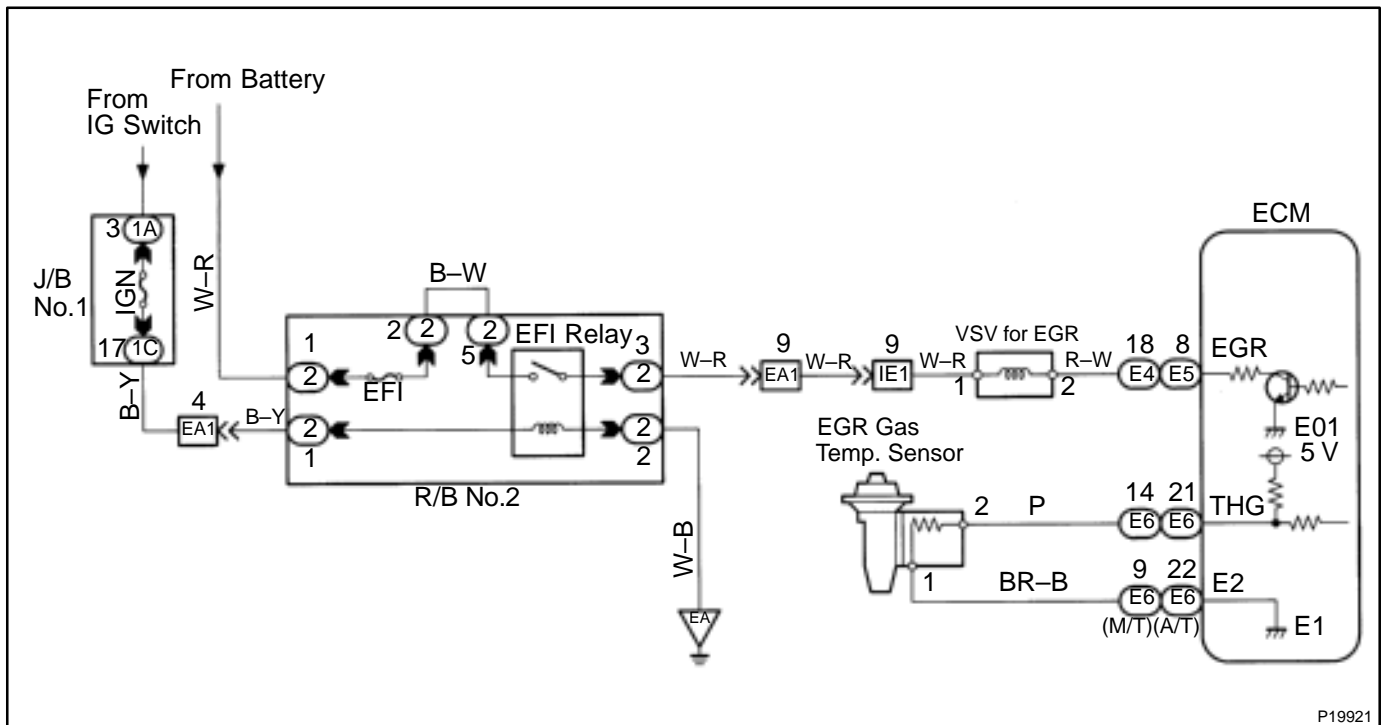 From Battery
From
IG Switch
3 1A
J/B
No.1
IGN
17 1C
B–Y
W–R
4
EA1
B–Y
B–W
1
2
EFI
2 2
2
5
EFI Relay
3
2
2
1
2
2
R/B No.2
W–B
EA
W–R
9
EA1
W–R
9
IE1
W–R
VSV for EGR
1
2
R–W
18 8
E4 E5
ECM
EGR
E01
5 V
EGR Gas
Temp. Sensor
2
P
14 21
E6 E6
THG
1
BR–B
9 22
E6 E6
E2
(M/T)(A/T)
E1
P19921